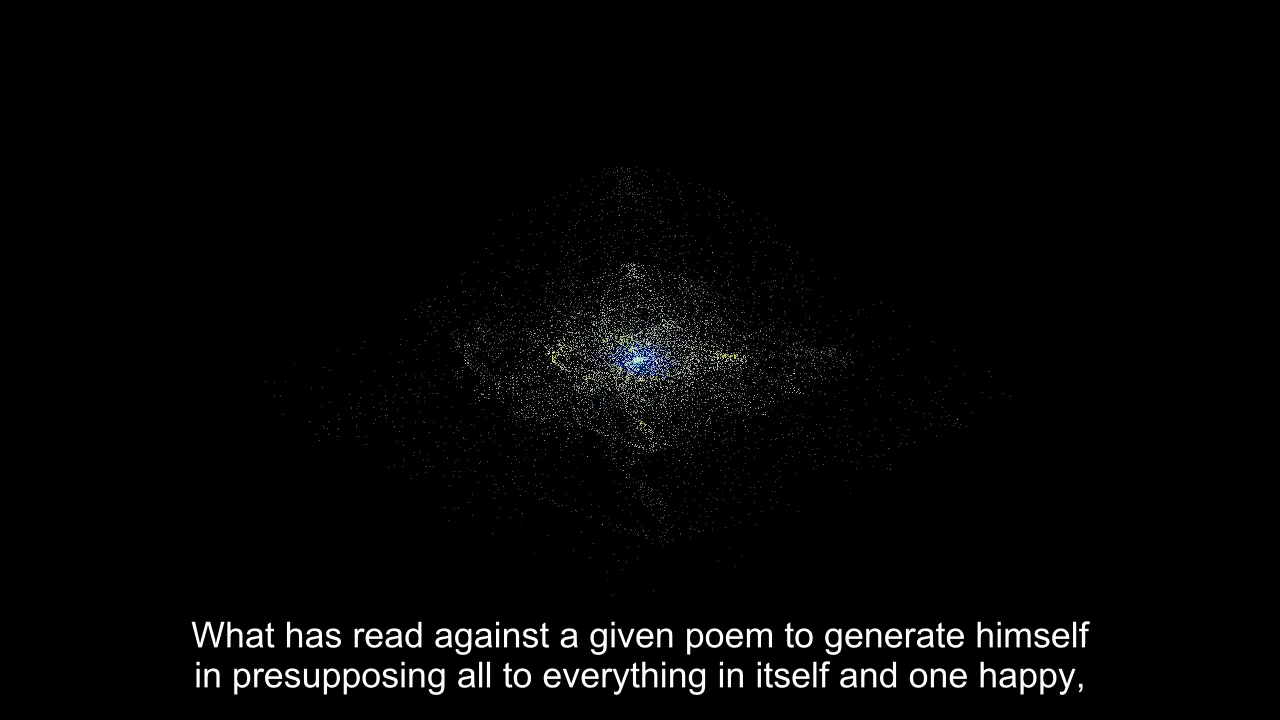 What has read against a given poem to generate himself
in presupposing all to everything in itself and one happy,